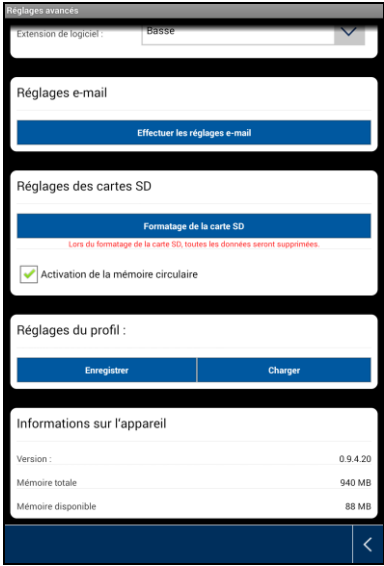 Réglages avancés
Extension de logiciel :
Basse
Réglages e-mail
Effectuer les réglages e-mail
Réglages des cartes SD
Formatage de la carte SD
Lors du formatage de la carte SD, toutes les données seront supprimées.
Activation de la mémoire circulaire
Réglages du profil :
Enregistrer Charger
Informations sur l'appareil
Version : 0.9.4.20
Mémoire totale 940 MB
Mémoire disponible 88 MB